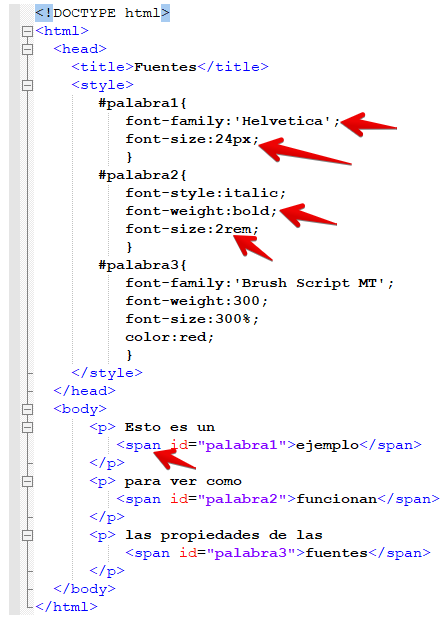 <!DOCTYPE html>
<html>
<head>
<title>Fuentes</title>
<style>
#palabra1{
font-family:'Helvetica';
font-size:24px;
}
#palabra2{
font-style:italic;
font-weight:bold;
font-size:2rem;
}
#palabra3{
font-family:'Brush Script MT';
font-weight:300;
font-size:300%;
color:red;
}
</style>
</head>
<body>
<p> Esto es un
<span id="palabra1">ejemplo</span>
</p>
<p> para ver como
<span id="palabra2">funcionan</span>
</p>
<p> las propiedades de las
<span id="palabra3">fuentes</span>
</p>
</body>
</html>